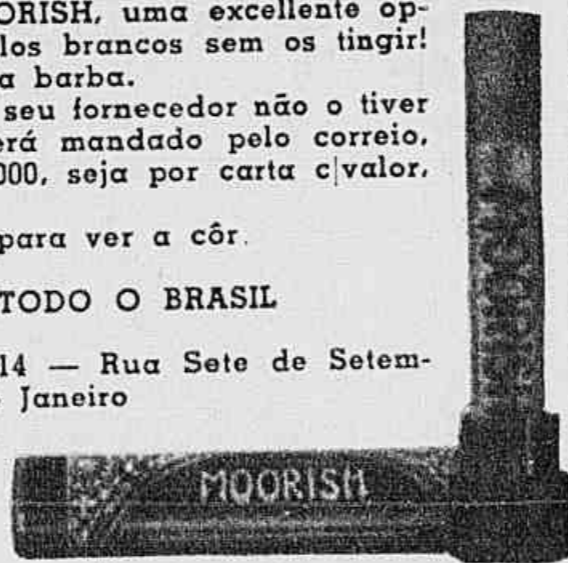 ORISH, uma excellente op-
los brancos sem os tingir!
a barba.
seu fornecedor não o tiver
erá mandado pelo correio,
000, seja por carta c|valor,
para ver a côr.
TODO O BRASIL
14 — Rua Sete de Setem-
Janeiro
MOORISH